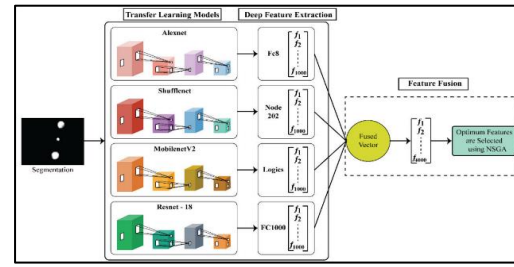 Transfer Learning Models
Deep Feature Extraction
Alexnet
Fc8
f1
f2
f1000
Shufflenet
Node
202
f1
f2
f1000
Segmentation
MobilenetV2
Logics
f1
f2
f1000
Resnet - 18
FC1000
f1
f2
f1000
Feature Fusion
Fused
Vector
f1
f2
Optimum Features
are Selected
using NSGA